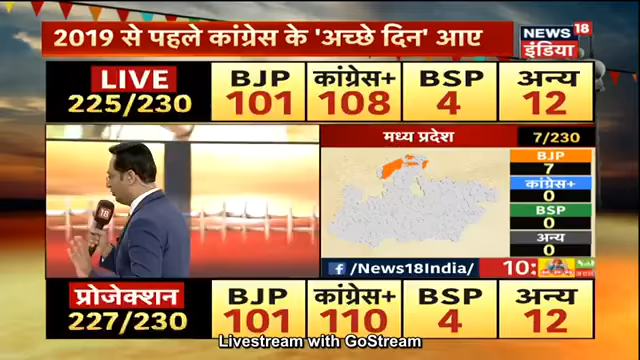 2019 से पहले कांग्रेस के 'अच्छे दिन' आए
NEWS 18
इंडिया
LIVE
225/230
BJP
101
कांग्रेस+
108
BSP
4
अन्य
12
मध्य प्रदेश
7/230
BJP
7
कांग्रेस+
0
BSP
0
अन्य
0
18
/News18India/
10:
प्रोजेक्शन
227/230
BJP
101
कांग्रेस+
110
BSP
4
अन्य
12
Livestream with GoStream